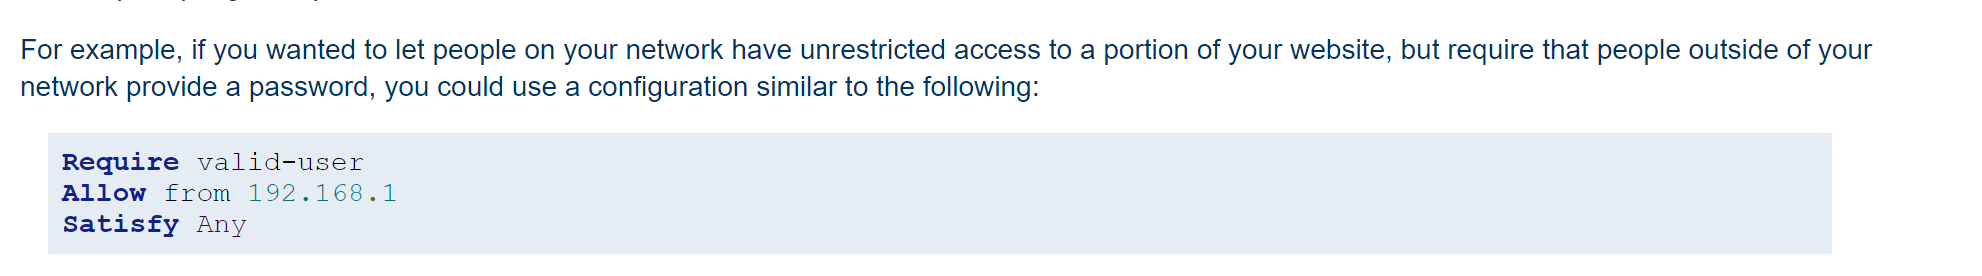 For example, if you wanted to let people on your network have unrestricted access to a portion of your website, but require that people outside of your
network provide a password, you could use a configuration similar to the following:
Require valid-user
Allow from 192.168.1
Satisfy Any